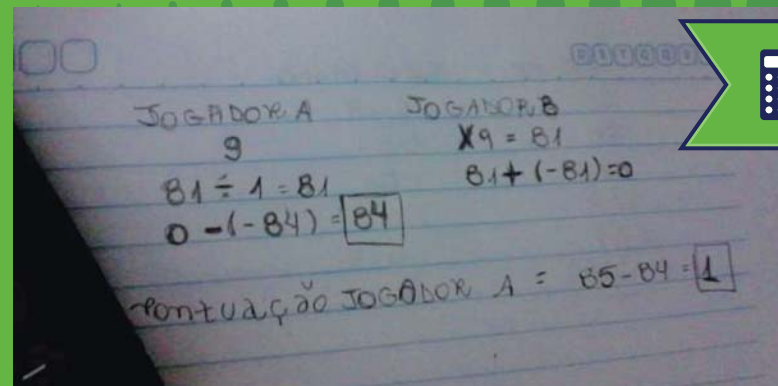 D S T Q Q S
JOGADOR A JOGADOR B
9 X9 = 81
81 ÷ 1 = 81 81 + (-81) = 0
0 - (-84) = 84
PONTUAÇÃO JOGADOR A = 85 - 84 = 1